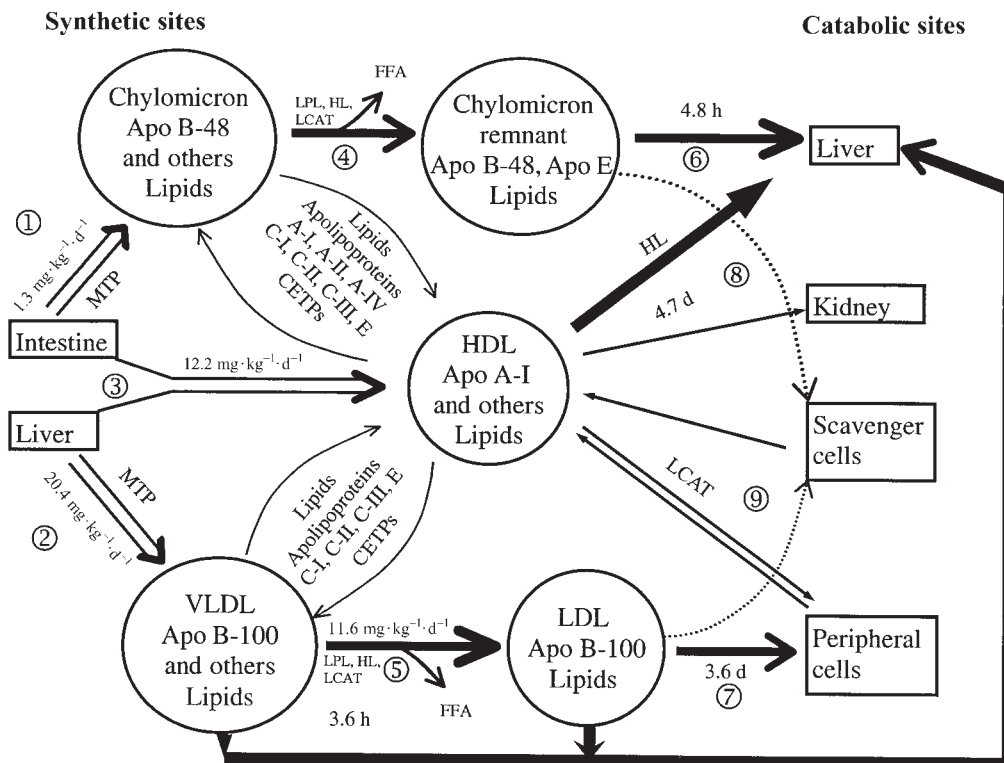 Synthetic sites
Catabolic sites
Chylomicron
Apo B-48
and others
Lipids
LPL, HL,
LCAT
FFA
④
Chylomicron
remnant
Apo B-48, Apo E
Lipids
4.8 h
⑥
Liver
①
1.3 mg·kg⁻¹·d⁻¹
MTP
Lipids
Apolipoproteins
A-I, A-II, A-IV
C-I, C-II, C-III, E
CETPs
HL
⑧
4.7 d
Kidney
Intestine
12.2 mg·kg⁻¹·d⁻¹
③
HDL
Apo A-I
and others
Lipids
Liver
Scavenger
cells
MTP
20.4 mg·kg⁻¹·d⁻¹
②
Lipids
Apolipoproteins
C-I, C-II, C-III, E
CETPs
LCAT
⑨
VLDL
Apo B-100
and others
Lipids
11.6 mg·kg⁻¹·d⁻¹
LPL, HL,
LCAT
⑤
FFA
3.6 h
LDL
Apo B-100
Lipids
3.6 d
⑦
Peripheral
cells